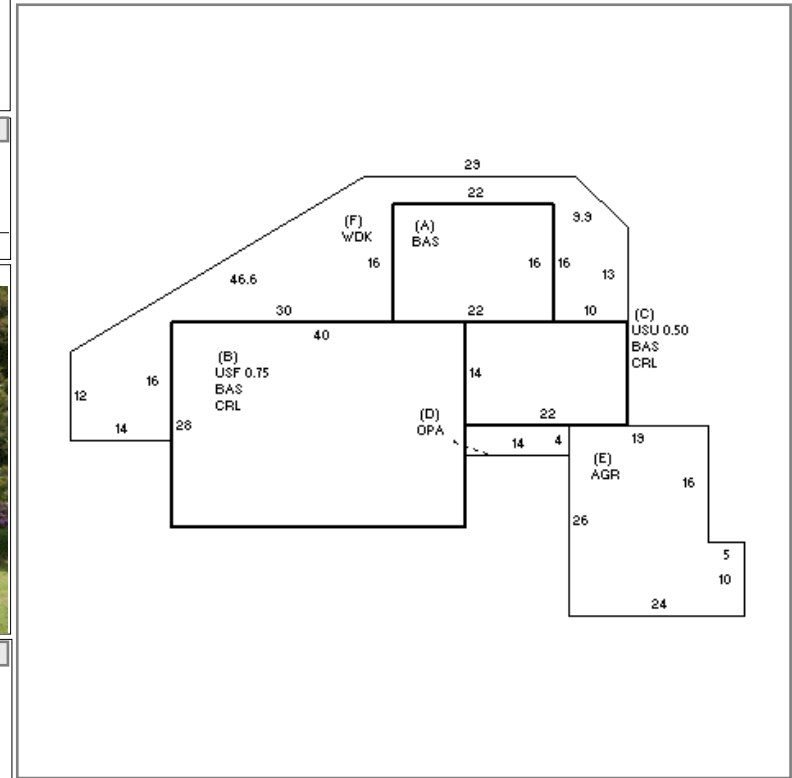 29
22
(F)
WDK
(A)
BAS
9.9
16
16
16
13
46.6
30
22
10
(C)
USU 0.50
BAS
CRL
40
(B)
USF 0.75
BAS
CRL
16
14
12
(D)
OPA
22
14
28
14
4
19
(E)
AGR
16
26
5
10
24